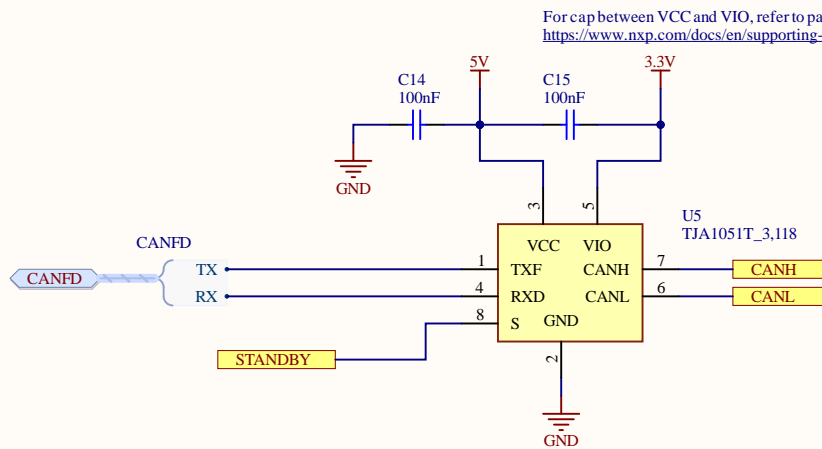 For cap between VCC and VIO, refer to pa
https://www.nxp.com/docs/en/supporting-
5V
3.3V
C14
100nF
C15
100nF
GND
3
5
U5
TJA1051T_3,118
CANFD
VCC
VIO
CANFD
TX
1
TXF
CANH
7
CANH
RX
4
RXD
CANL
6
CANL
8
S
GND
STANDBY
2
GND